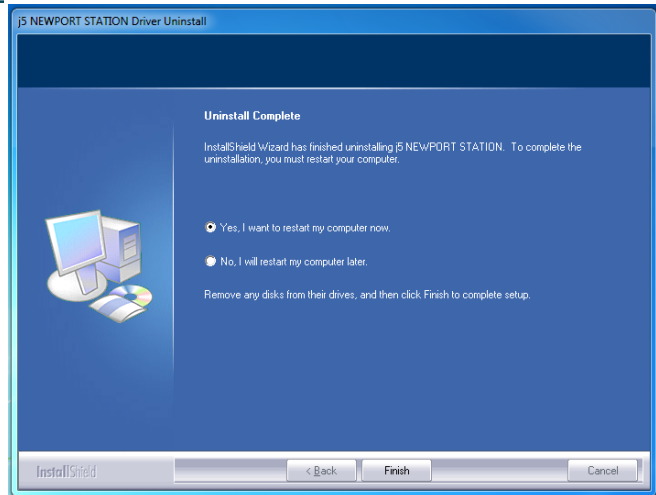 j5 NEWPORT STATION Driver Uninstall
Uninstall Complete
InstallShield Wizard has finished uninstalling j5 NEWPORT STATION. To complete the
uninstallation, you must restart your computer.
Yes, I want to restart my computer now.
No, I will restart my computer later.
Remove any disks from their drives, and then click Finish to complete setup.
InstallShield
< Back
Finish
Cancel